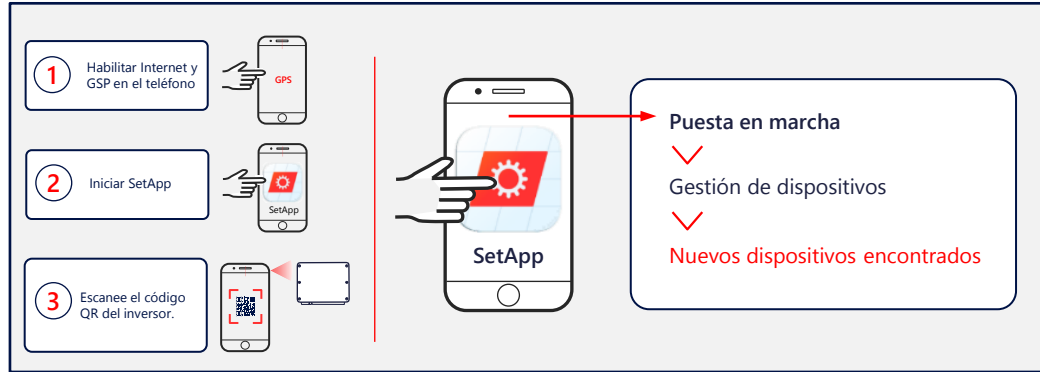 1
Habilitar Internet y
GSP en el teléfono
GPS
2
Iniciar SetApp
SetApp
3
Escanee el código
QR del inversor.
SetApp
Puesta en marcha
Gestión de dispositivos
Nuevos dispositivos encontrados